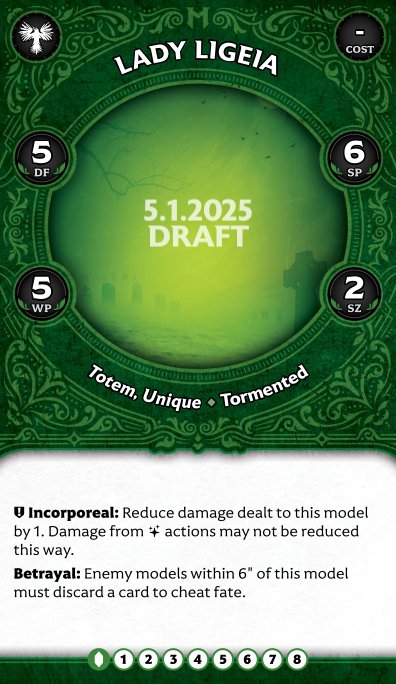 LADY LIGEIA
-
COST
5
DF
6
SP
5.1.2025
DRAFT
5
WP
2
SZ
Totem, Unique • Tormented
Incorporeal: Reduce damage dealt to this model
by 1. Damage from actions may not be reduced
this way.
Betrayal: Enemy models within 6" of this model
must discard a card to cheat fate.
1 2 3 4 5 6 7 8